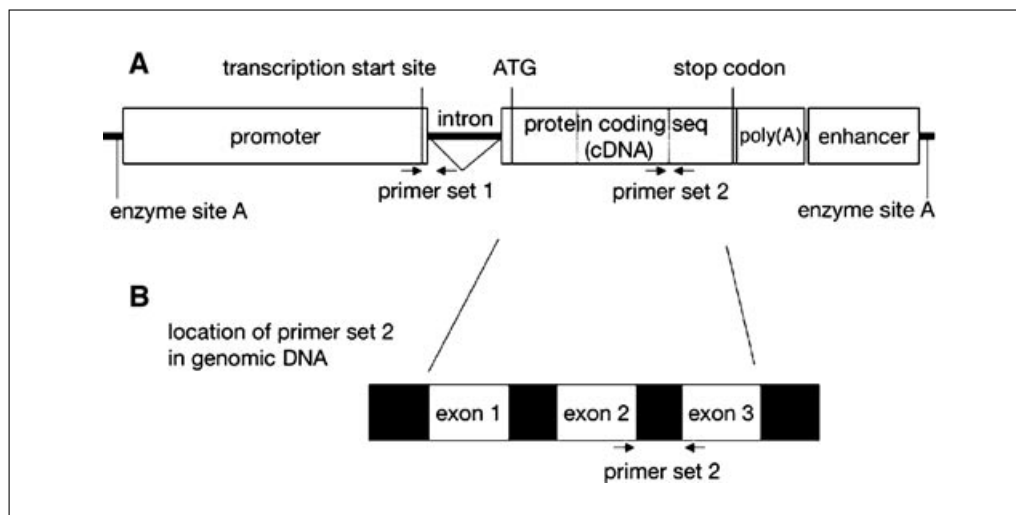 A
transcription start site
ATG
stop codon
promoter
intron
protein coding seq
(cDNA)
poly(A)
enhancer
primer set 1
primer set 2
enzyme site A
enzyme site A
B
location of primer set 2
in genomic DNA
exon 1
exon 2
exon 3
primer set 2